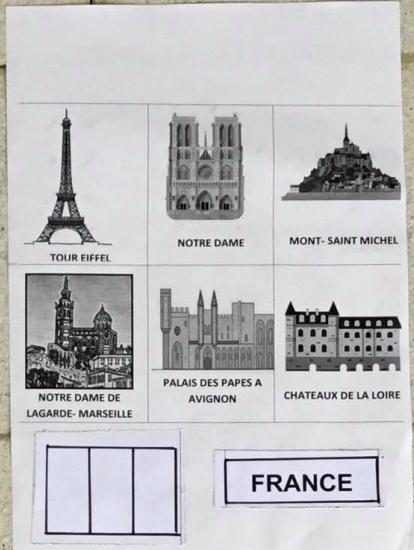 TOUR EIFFEL
NOTRE DAME
MONT- SAINT MICHEL
NOTRE DAME DE
LAGARDE- MARSEILLE
PALAIS DES PAPES A
AVIGNON
CHATEAUX DE LA LOIRE
FRANCE